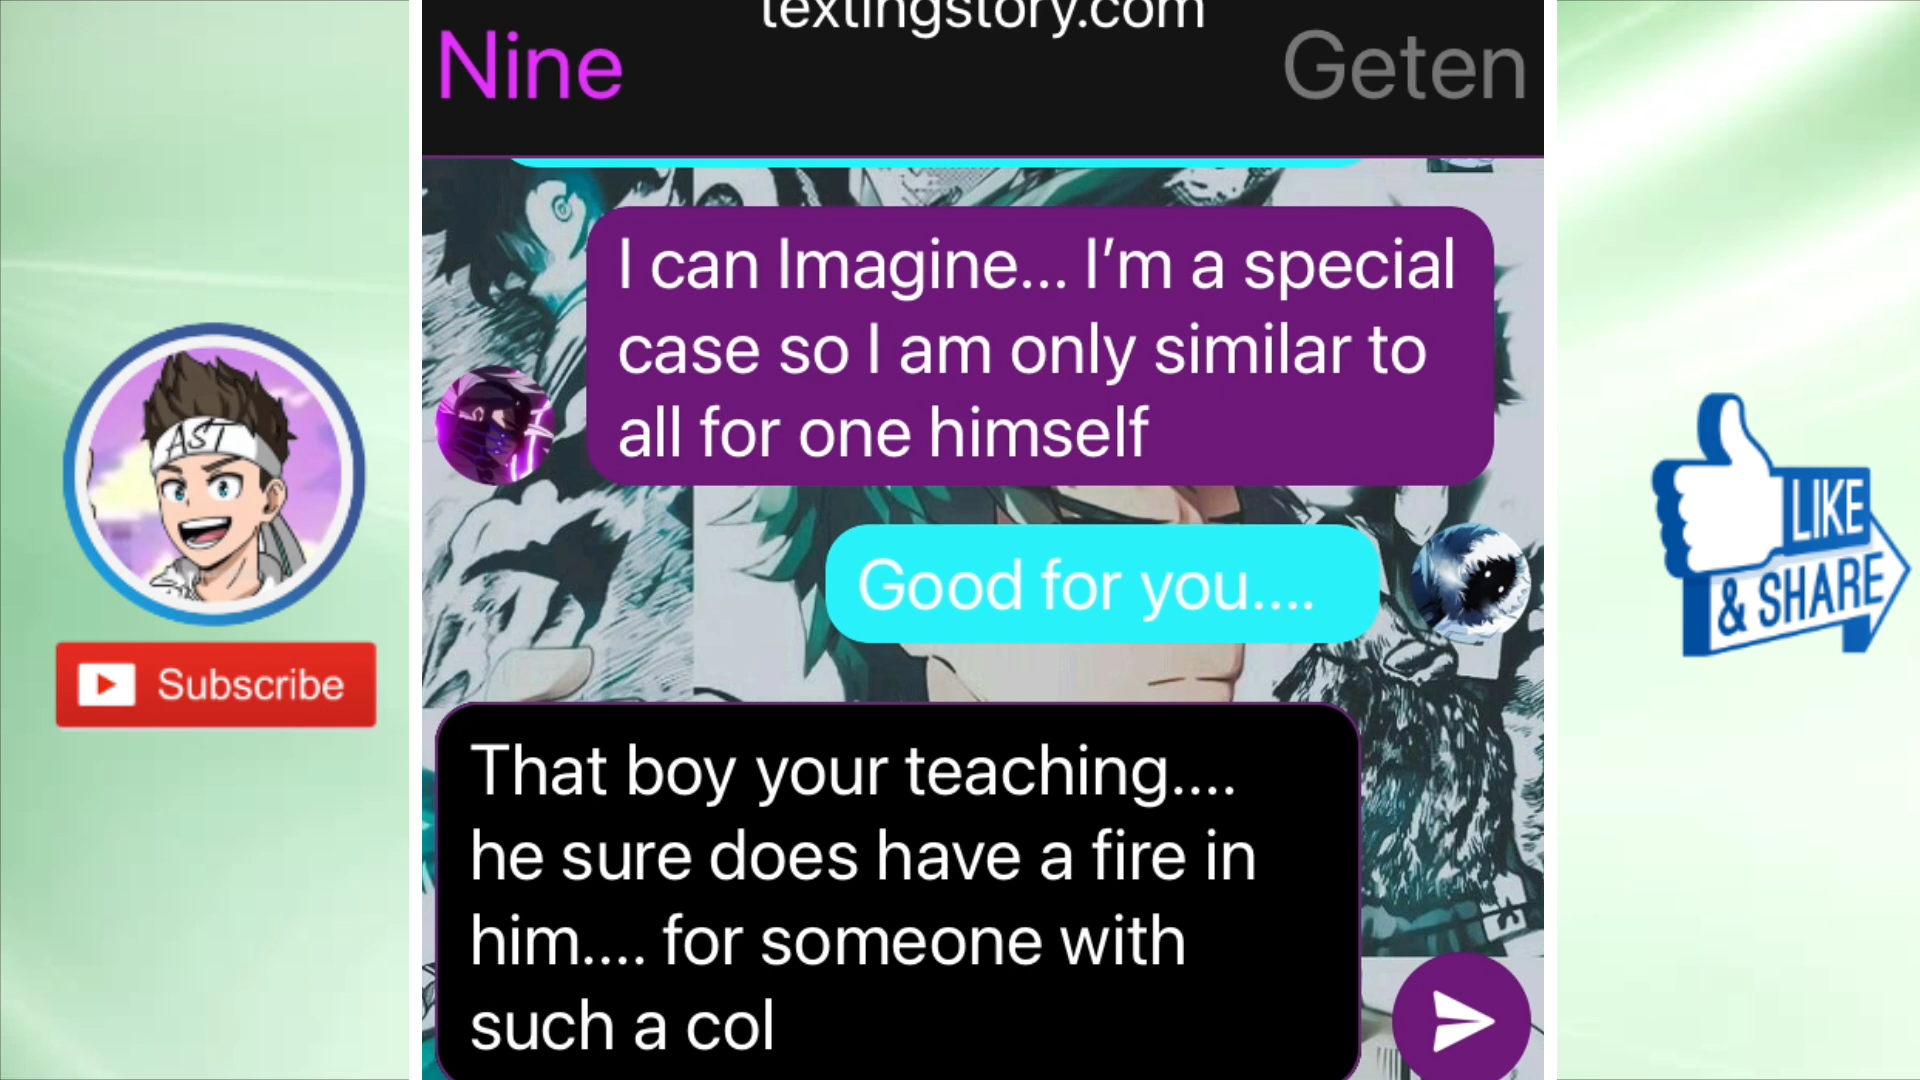 textingstory.com
Nine
Geten
I can Imagine... I’m a special
case so I am only similar to
all for one himself
Good for you....
That boy your teaching....
he sure does have a fire in
him.... for someone with
such a col
AST
Subscribe
LIKE
& SHARE